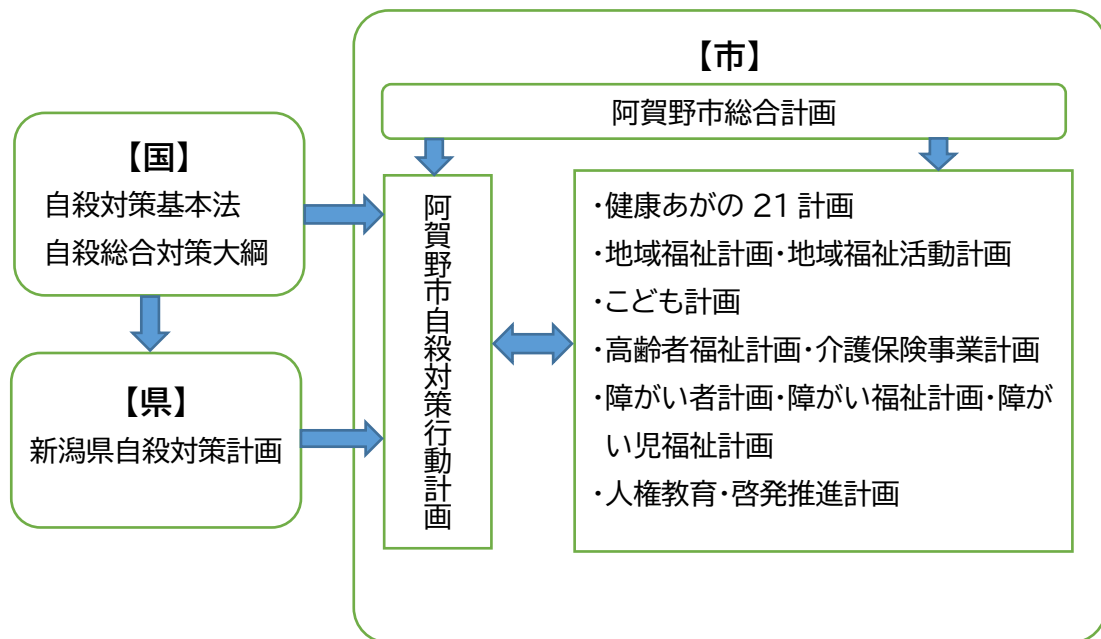 【国】
自殺対策基本法
自殺総合対策大綱
【県】
新潟県自殺対策計画
【市】
阿賀野市総合計画
阿賀野市自殺対策行動計画
・健康あがの 21 計画
・地域福祉計画・地域福祉活動計画
・こども計画
・高齢者福祉計画・介護保険事業計画
・障がい者計画・障がい福祉計画・障が
い児福祉計画
・人権教育・啓発推進計画